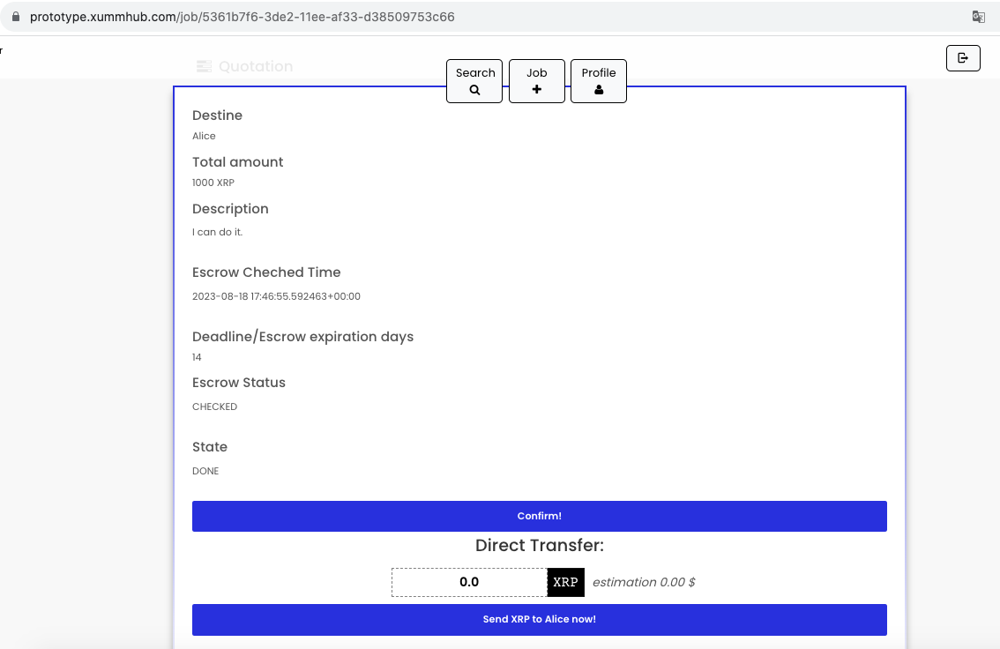 prototype.xummhub.com/job/5361b7f6-3de2-11ee-af33-d38509753c66
r
Quotation
Search
Job
Profile
Destine
Alice
Total amount
1000 XRP
Description
I can do it.
Escrow Cheched Time
2023-08-18 17:46:55.592463+00:00
Deadline/Escrow expiration days
14
Escrow Status
CHECKED
State
DONE
Confirm!
Direct Transfer:
0.0 XRP estimation 0.00 $
Send XRP to Alice now!